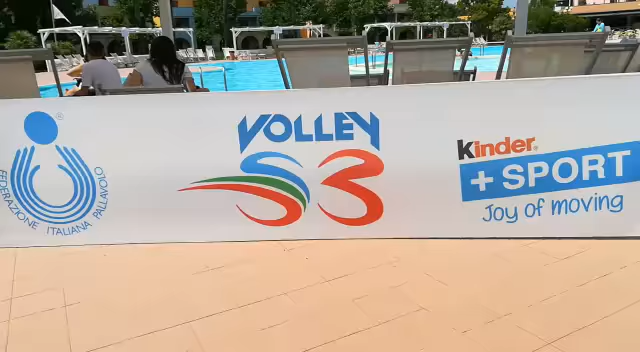 FEDERAZIONE ITALIANA PALLAVOLO
®
VOLLEY
S3
Kinder®
+ SPORT
Joy of moving